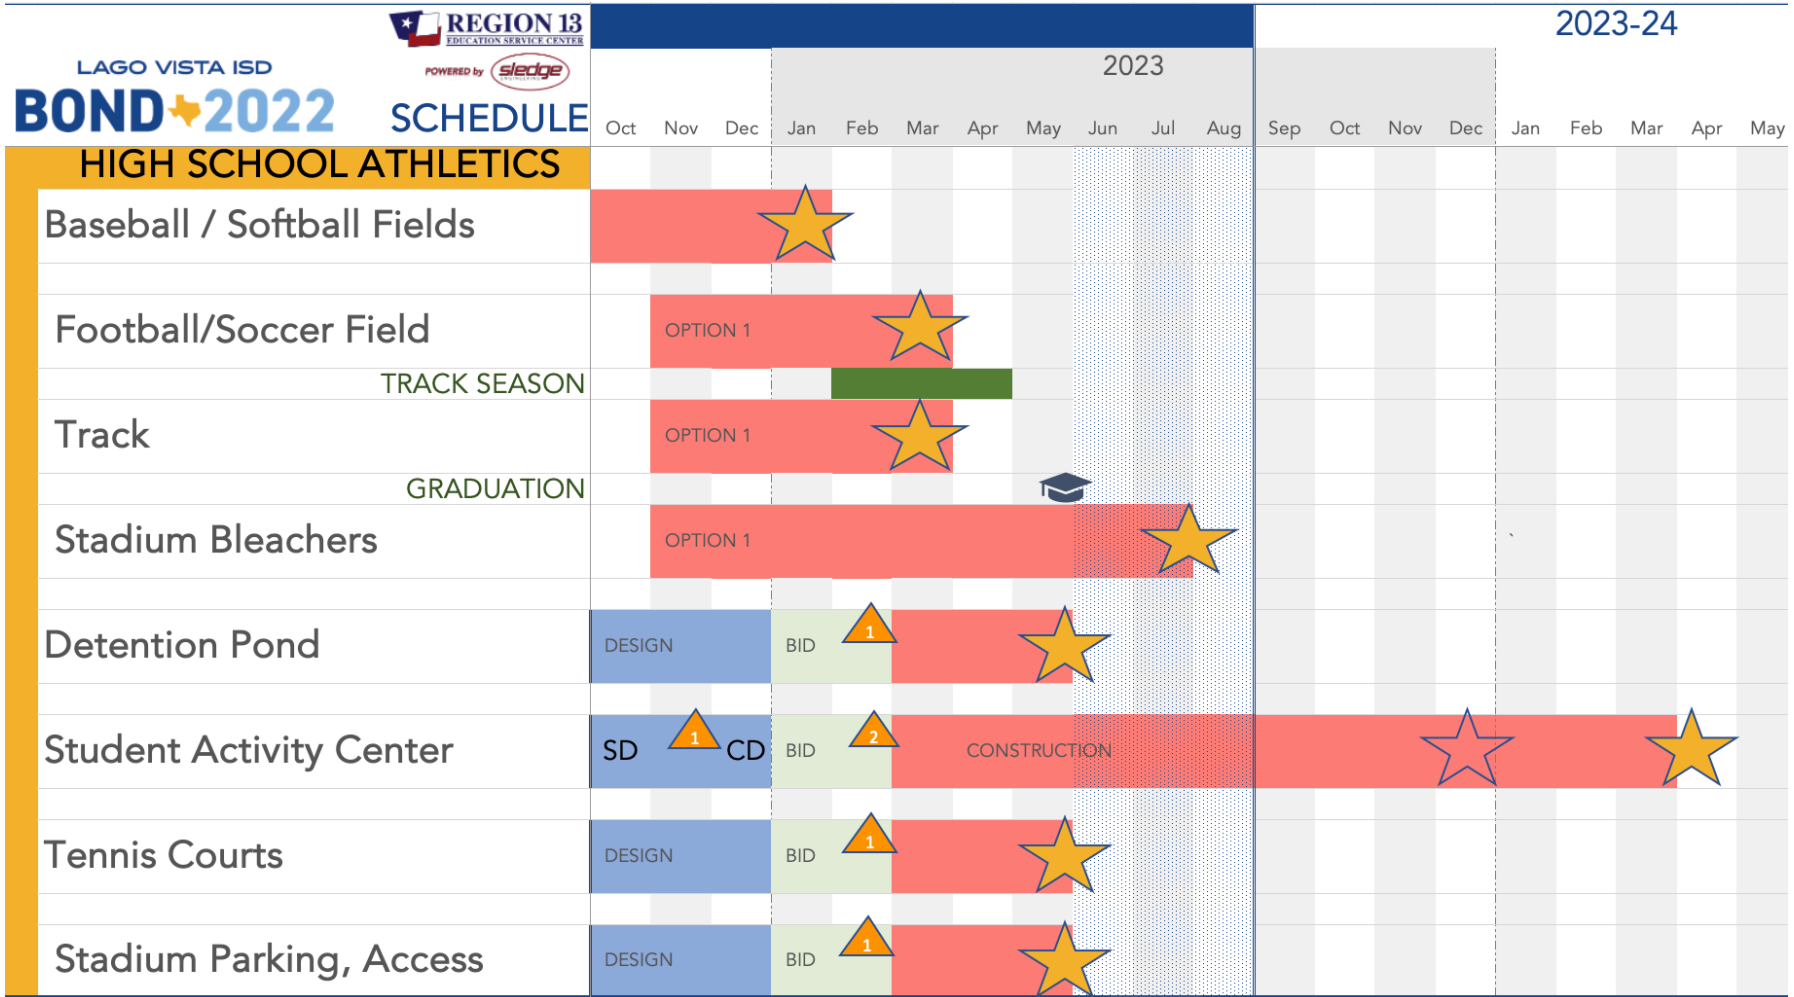 REGION 13
EDUCATION SERVICE CENTER
2023-24
LAGO VISTA ISD
POWERED by sledge
ENGINEERING
2023
BOND 2022
SCHEDULE
Oct Nov Dec Jan Feb Mar Apr May Jun Jul Aug Sep Oct Nov Dec Jan Feb Mar Apr May
HIGH SCHOOL ATHLETICS
Baseball / Softball Fields
Football/Soccer Field OPTION 1
TRACK SEASON
Track OPTION 1
GRADUATION
Stadium Bleachers OPTION 1 `
Detention Pond DESIGN BID 1
Student Activity Center SD 1 CD BID 2 CONSTRUCTION
Tennis Courts DESIGN BID 1
Stadium Parking, Access DESIGN BID 1